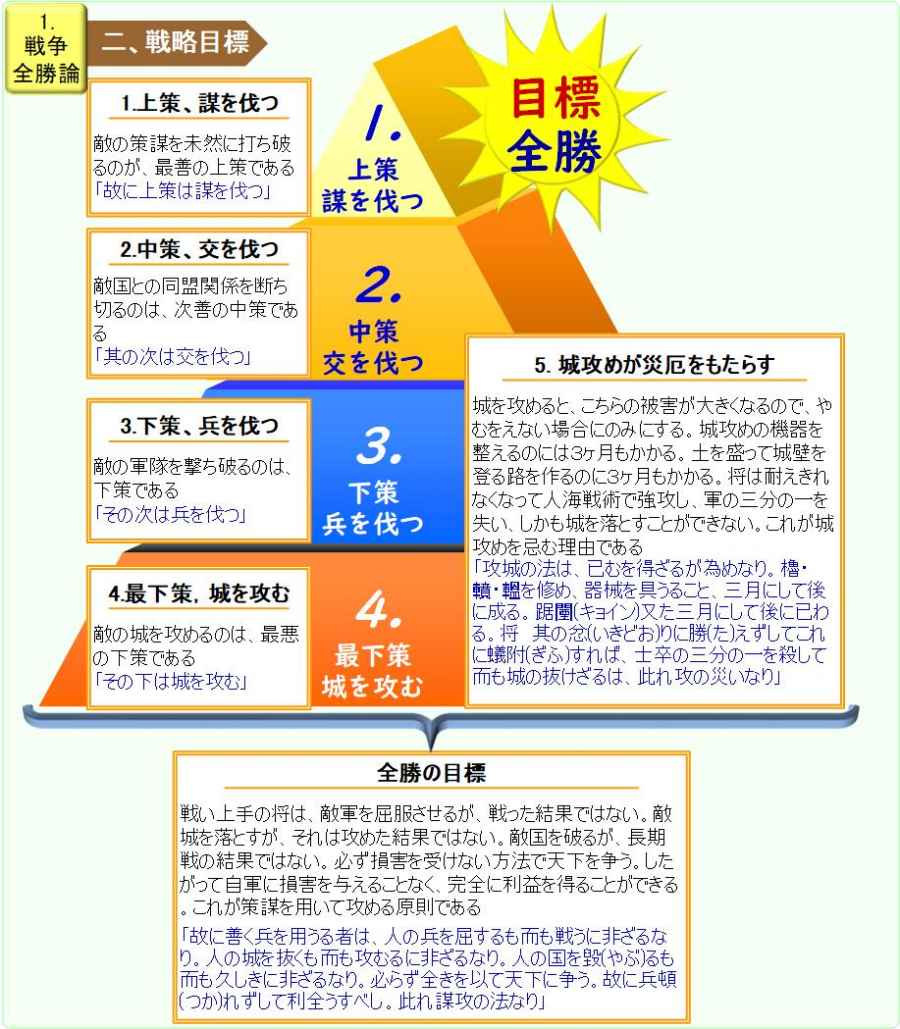 1.
戦争
全勝論
二、戦略目標
目標
全勝
1.上策、謀を伐つ
敵の策謀を未然に打ち破
るのが、最善の上策である
「故に上策は謀を伐つ」
1.
上策
謀を伐つ
2.中策、交を伐つ
敵国との同盟関係を断ち
切るのは、次善の中策であ
る
「其の次は交を伐つ」
2.
中策
交を伐つ
3.下策、兵を伐つ
敵の軍隊を撃ち破るのは、
下策である
「その次は兵を伐つ」
3.
下策
兵を伐つ
4.最下策，城を攻む
敵の城を攻めるのは、最悪
の下策である
「その下は城を攻む」
4.
最下策
城を攻む
5. 城攻めが災厄をもたらす
城を攻めると、こちらの被害が大きくなるので、や
むをえない場合にのみにする。城攻めの機器を
整えるのには3ヶ月もかかる。土を盛って城壁を
登る路を作るのに3ヶ月もかかる。将は耐えきれ
なくなって人海戦術で強攻し、軍の三分の一を
失い、しかも城を落とすことができない。これが城
攻めを忌む理由である
「攻城の法は、已むを得ざるが為めなり。櫓・
轒・轀を修め、器械を具うること、三月にして後
に成る。踞闉(キョイン)又た三月にして後に已わ
る。将　其の忿(いきどお)りに勝(た)えずしてこれ
に蟻附(ぎふ)すれば、士卒の三分の一を殺して
而も城の抜けざるは、此れ攻の災いなり」
全勝の目標
戦い上手の将は、敵軍を屈服させるが、戦った結果ではない。敵
城を落とすが、それは攻めた結果ではない。敵国を破るが、長期
戦の結果ではない。必ず損害を受けない方法で天下を争う。した
がって自軍に損害を与えることなく、完全に利益を得ることができる
。これが策謀を用いて攻める原則である
「故に善く兵を用うる者は、人の兵を屈するも而も戦うに非ざるな
り。人の城を抜くも而も攻むるに非ざるなり。人の国を毀(やぶ)るも
而も久しきに非ざるなり。必らず全きを以て天下に争う。故に兵頓
(つか)れずして利全うすべし。此れ謀攻の法なり」